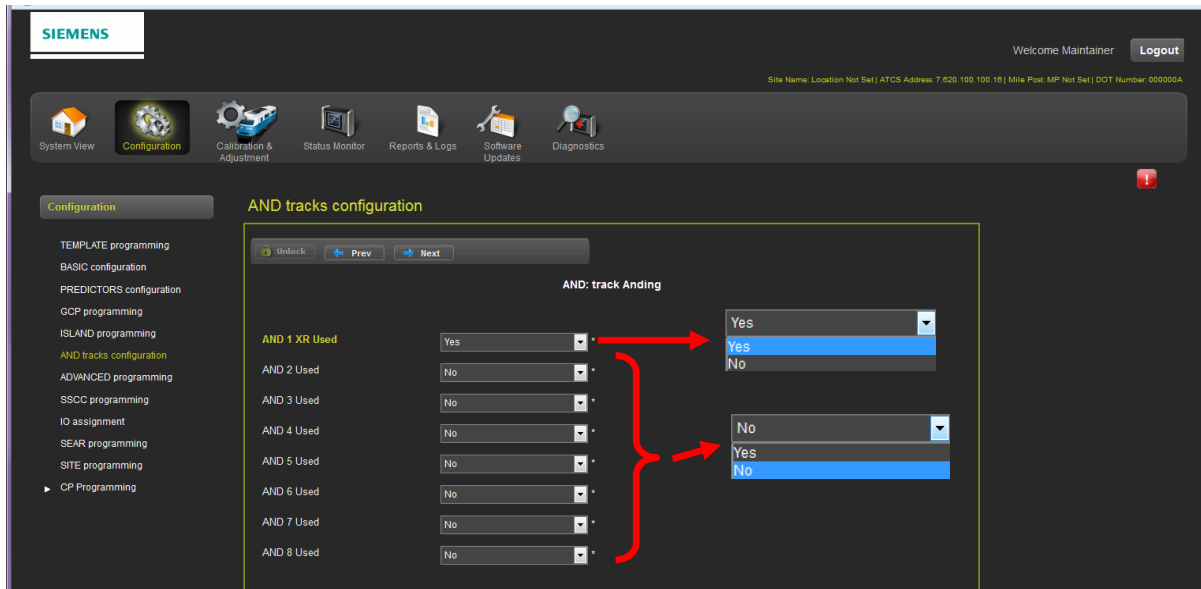 SIEMENS
Welcome Maintainer
Logout
Site Name: Location Not Set | ATCS Address: 7.620.100.100.16 | Mile Post: MP Not Set | DOT Number: 000000A
System View
Configuration
Calibration &
Adjustment
Status Monitor
Reports & Logs
Software
Updates
Diagnostics
!
Configuration
TEMPLATE programming
BASIC configuration
PREDICTORS configuration
GCP programming
ISLAND programming
AND tracks configuration
ADVANCED programming
SSCC programming
IO assignment
SEAR programming
SITE programming
CP Programming
AND tracks configuration
Unlock
Prev
Next
AND: track Anding
AND 1 XR Used Yes *
AND 2 Used No *
AND 3 Used No *
AND 4 Used No *
AND 5 Used No *
AND 6 Used No *
AND 7 Used No *
AND 8 Used No *
Yes
Yes
No
No
Yes
No